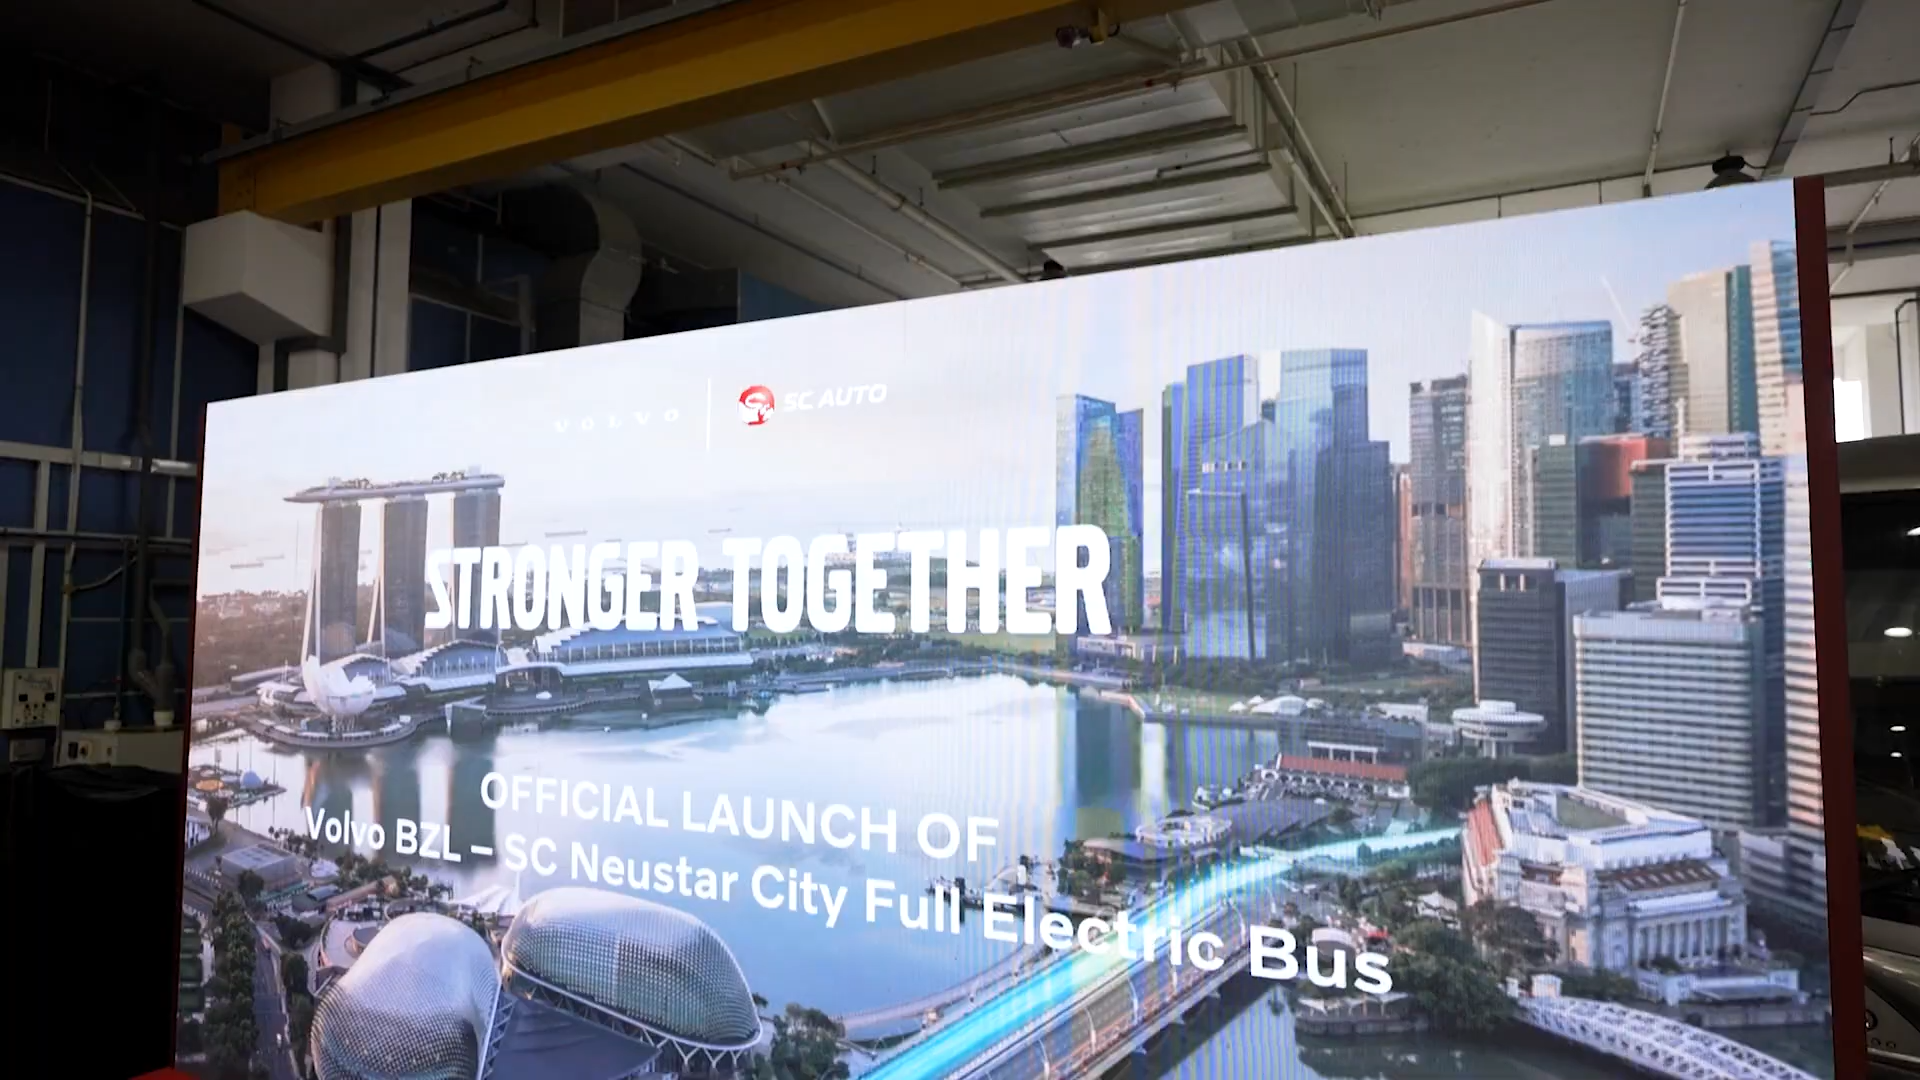 VOLVO
SC AUTO
STRONGER TOGETHER
OFFICIAL LAUNCH OF
Volvo BZL – SC Neustar City Full Electric Bus